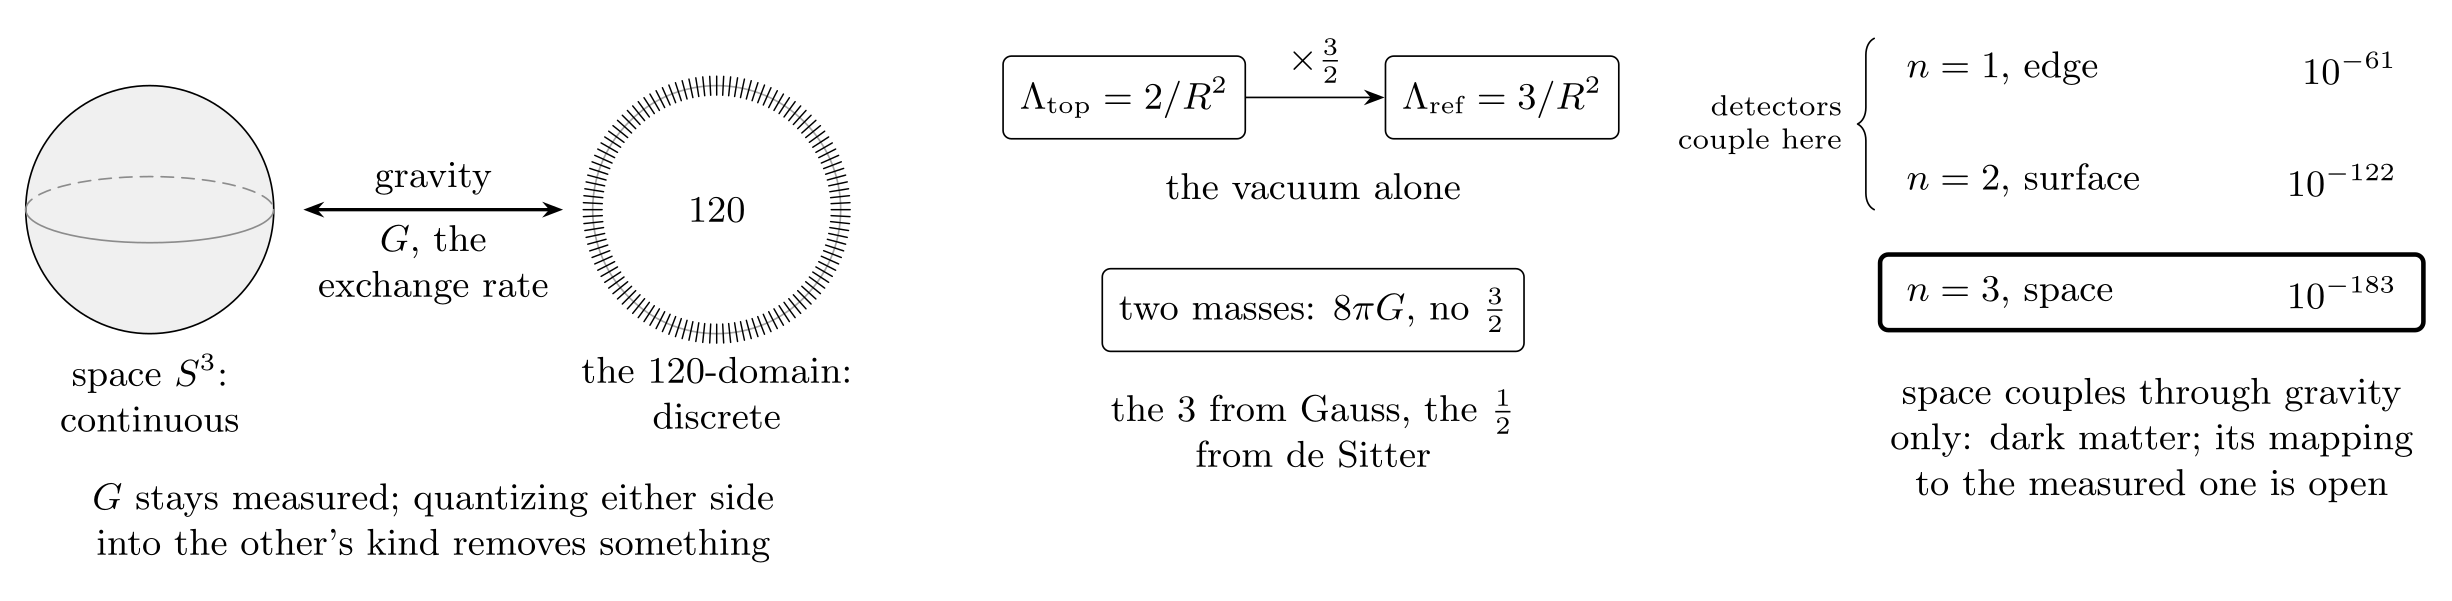 gravity
G, the
exchange rate
120
space S³:
continuous
the 120-domain:
discrete
G stays measured; quantizing either side
into the other's kind removes something
Λ_top = 2/R²
× 3/2
Λ_ref = 3/R²
the vacuum alone
two masses: 8πG, no 3/2
the 3 from Gauss, the 1/2
from de Sitter
detectors
couple here
n = 1, edge 10⁻⁶¹
n = 2, surface 10⁻¹²²
n = 3, space 10⁻¹⁸³
space couples through gravity
only: dark matter; its mapping
to the measured one is open